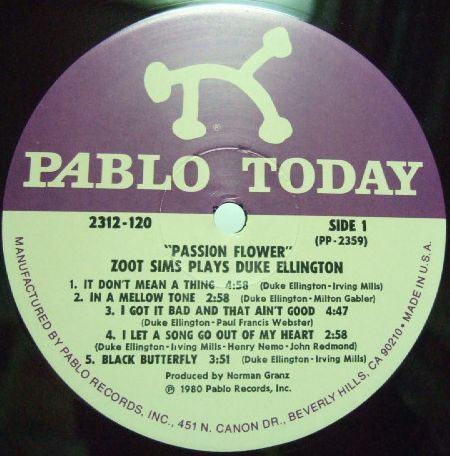 PABLO TODAY
2312-120
SIDE 1
(PP-2359)
"PASSION FLOWER"
ZOOT SIMS PLAYS DUKE ELLINGTON
1. IT DON'T MEAN A THING 4:58 (Duke Ellington-Irving Mills)
2. IN A MELLOW TONE 2:58 (Duke Ellington-Milton Gabler)
3. I GOT IT BAD AND THAT AIN'T GOOD 4:47
(Duke Ellington-Paul Francis Webster)
4. I LET A SONG GO OUT OF MY HEART 2:58
(Duke Ellington-Irving Mills-Henry Nemo-John Redmond)
5. BLACK BUTTERFLY 3:51 (Duke Ellington-Irving Mills)
Produced by Norman Granz
℗ 1980 Pablo Records, Inc.
MANUFACTURED BY PABLO RECORDS, INC., 451 N. CANON DR., BEVERLY HILLS, CA 90210• MADE IN U.S.A.